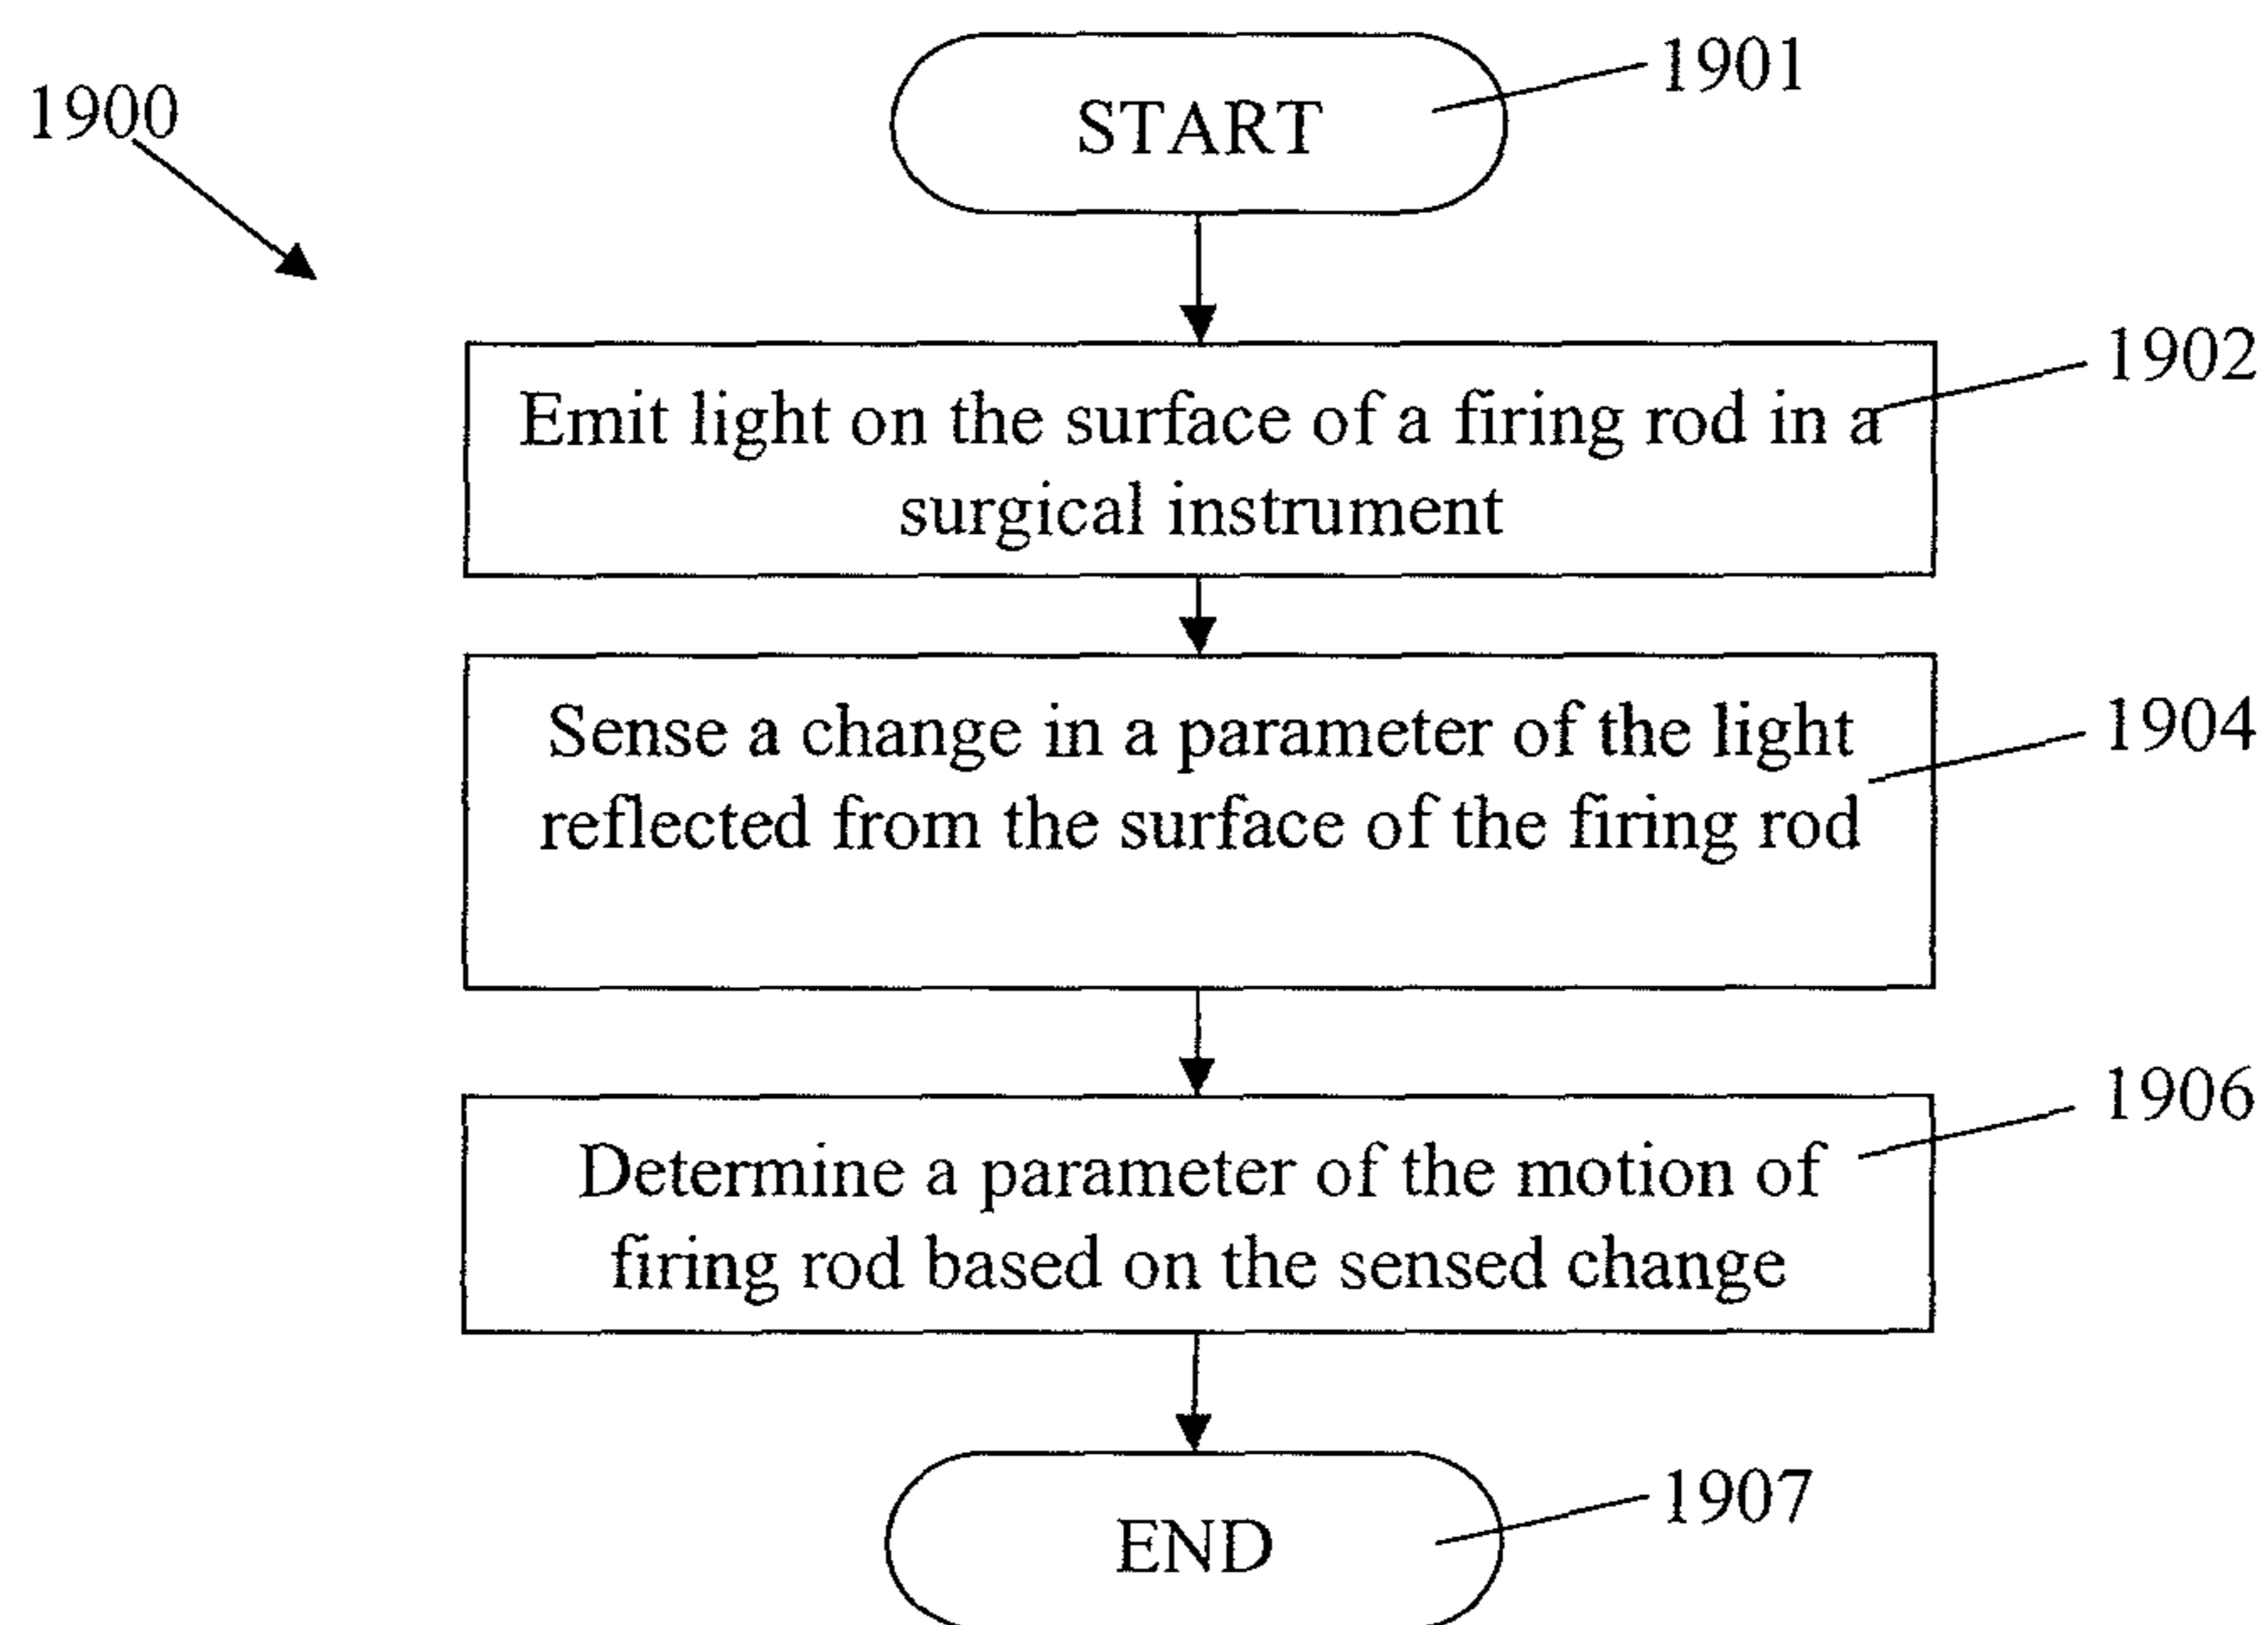 1900
START
1901
Emit light on the surface of a firing rod in a
surgical instrument
1902
Sense a change in a parameter of the light
reflected from the surface of the firing rod
1904
Determine a parameter of the motion of
firing rod based on the sensed change
1906
END
1907